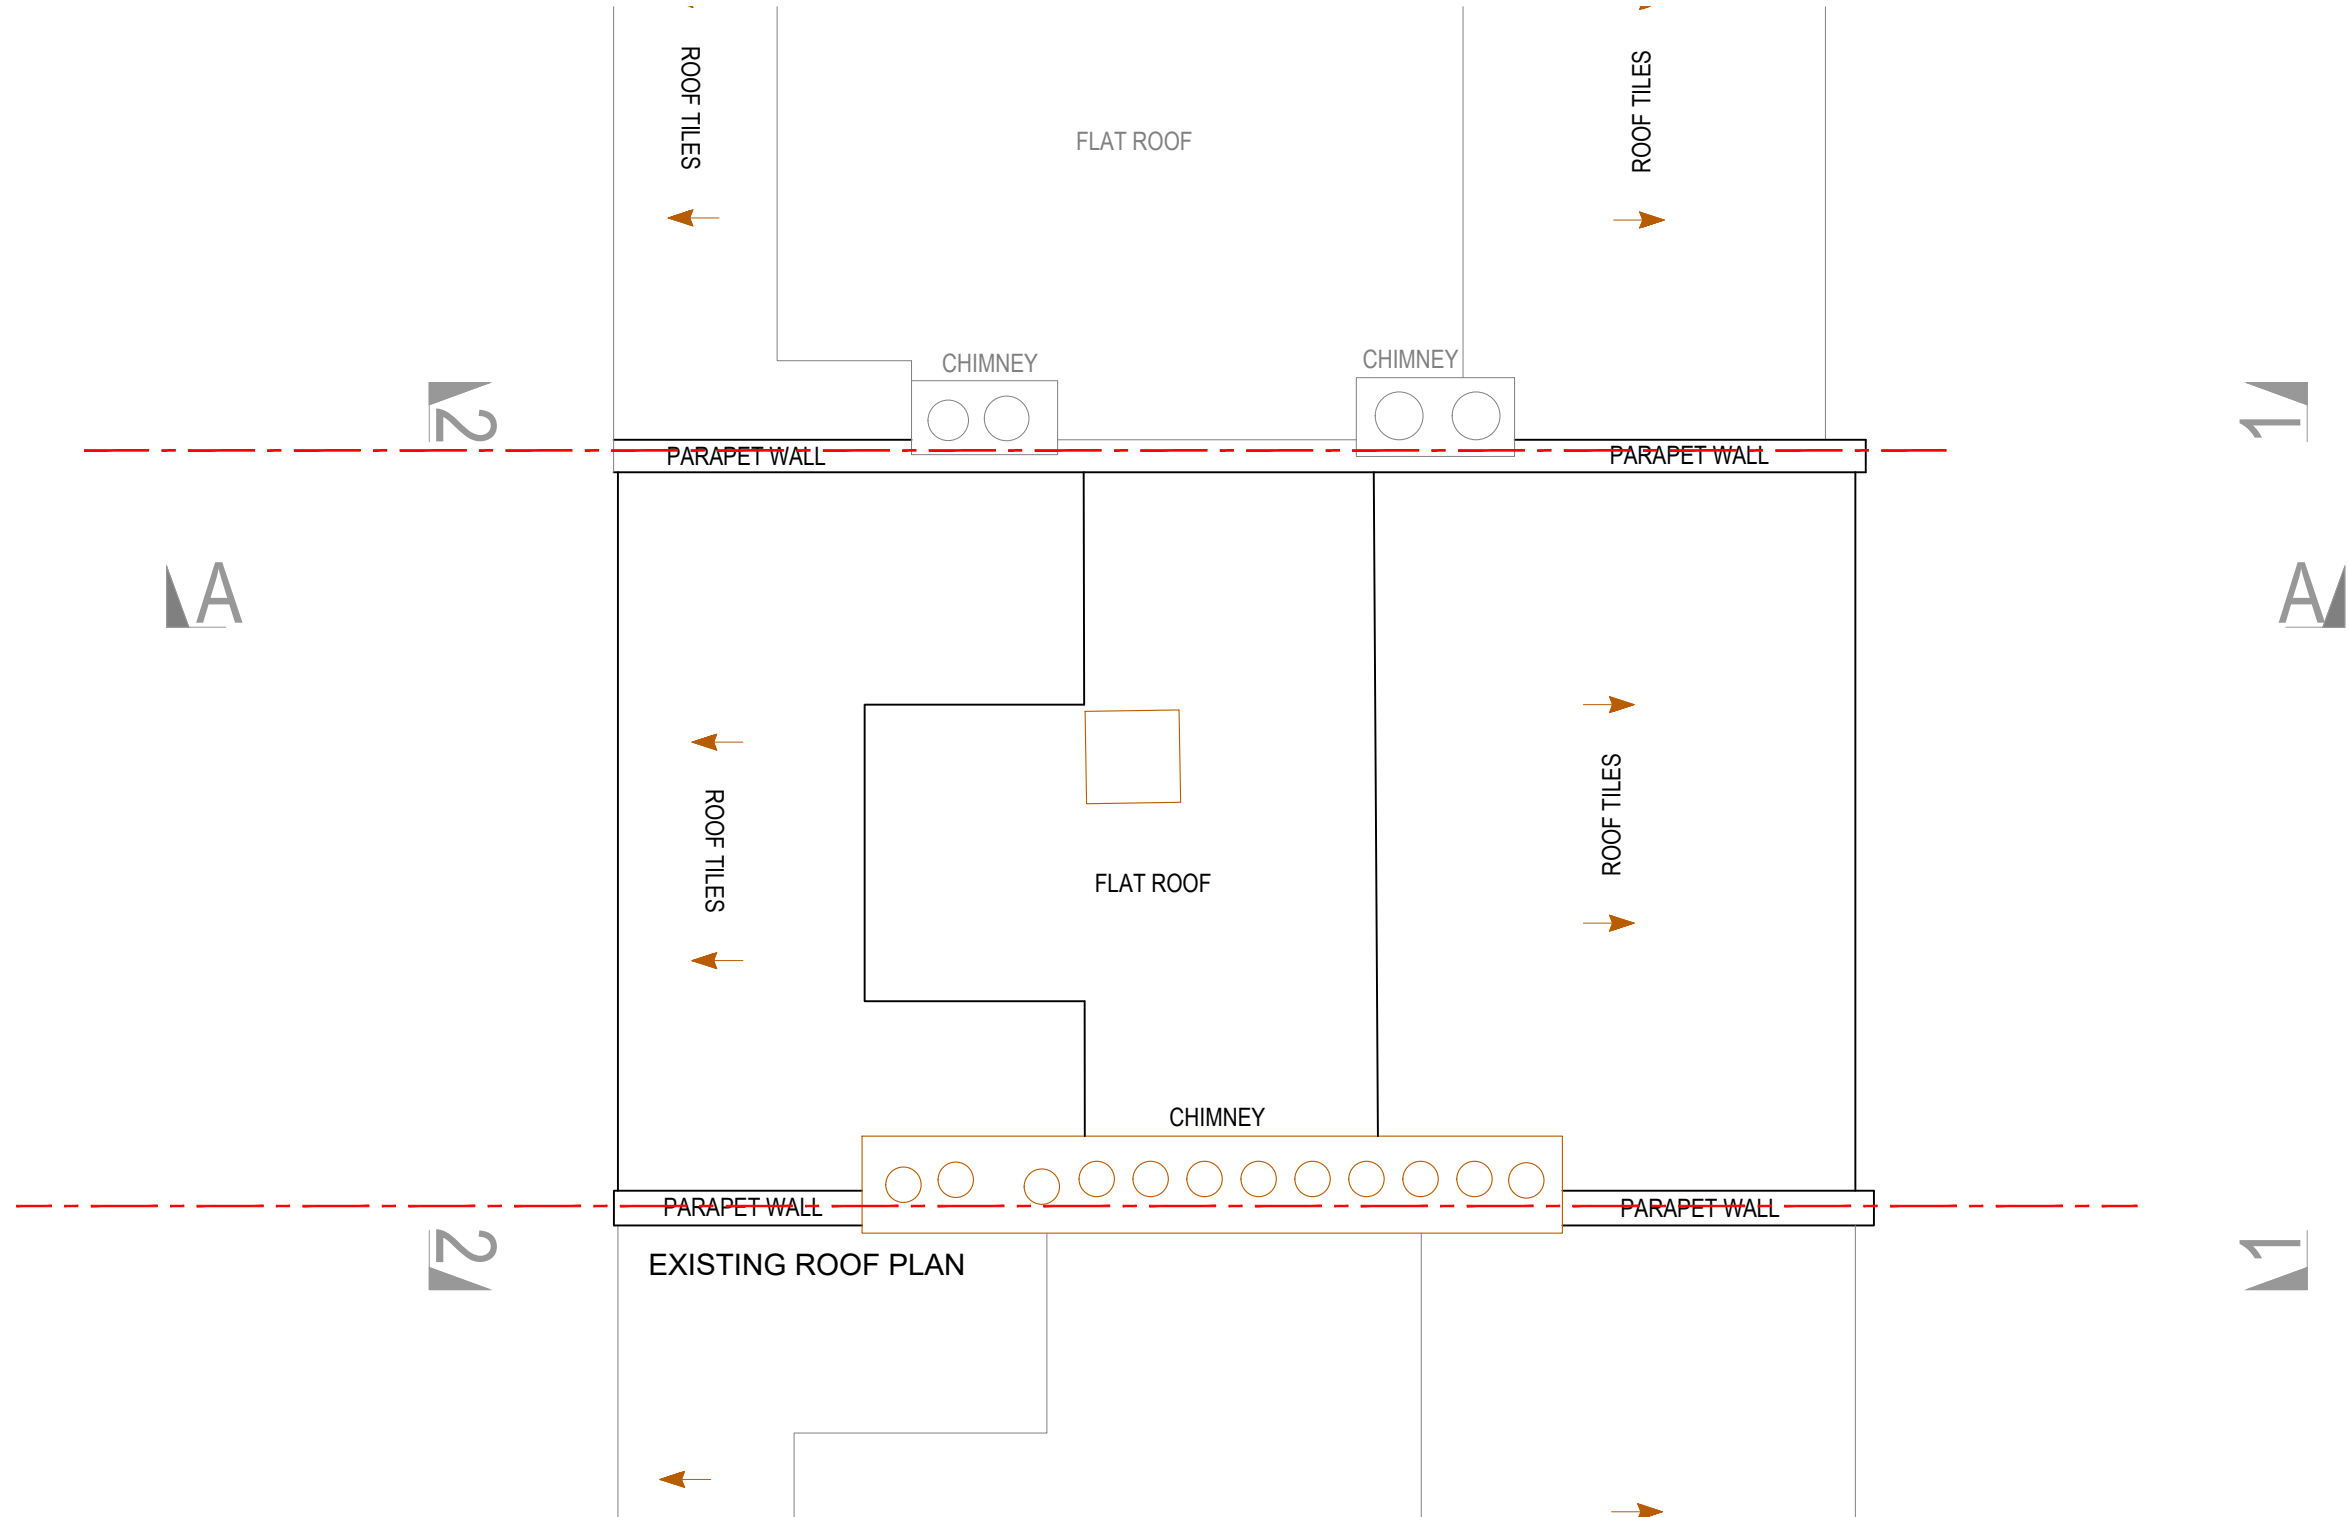 ROOF TILES
ROOF TILES
FLAT ROOF
CHIMNEY
CHIMNEY
2
1
PARAPET WALL
PARAPET WALL
A
A
ROOF TILES
ROOF TILES
FLAT ROOF
CHIMNEY
PARAPET WALL
PARAPET WALL
2
1
EXISTING ROOF PLAN